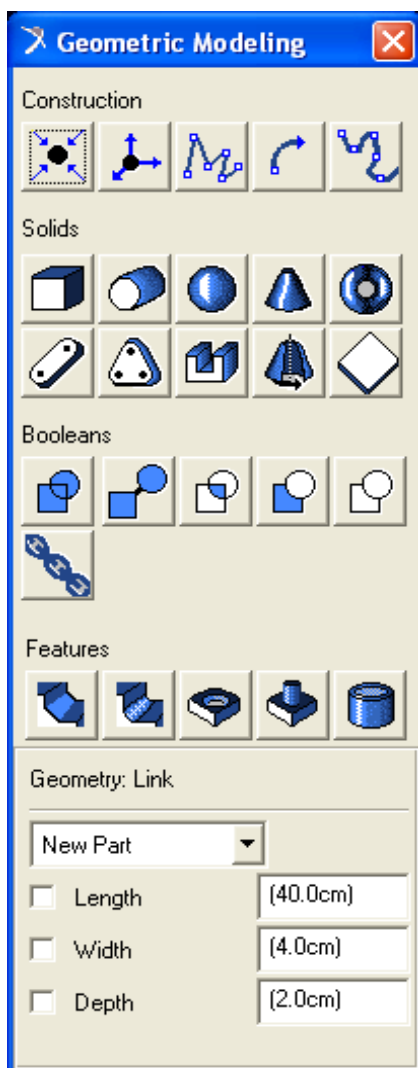 Geometric Modeling
Construction
Solids
Booleans
Features
Geometry: Link
New Part
Length (40.0cm)
Width (4.0cm)
Depth (2.0cm)